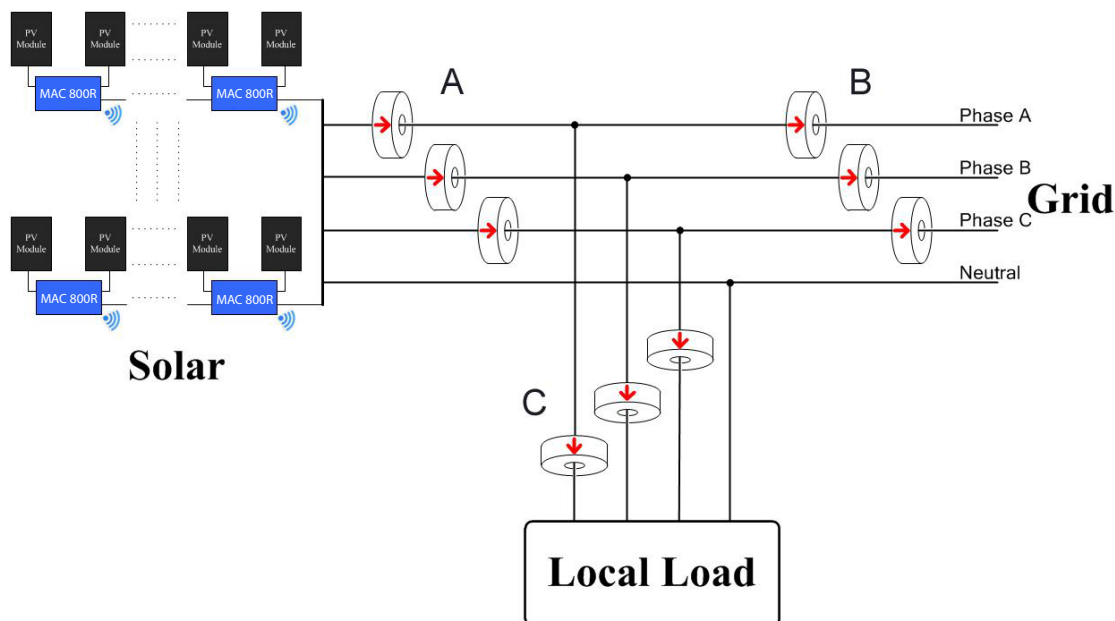 PV
Module
PV
Module
PV
Module
PV
Module
MAC 800R
MAC 800R
A
B
Phase A
Phase B
Grid
Phase C
Neutral
PV
Module
PV
Module
PV
Module
PV
Module
MAC 800R
MAC 800R
Solar
C
Local Load